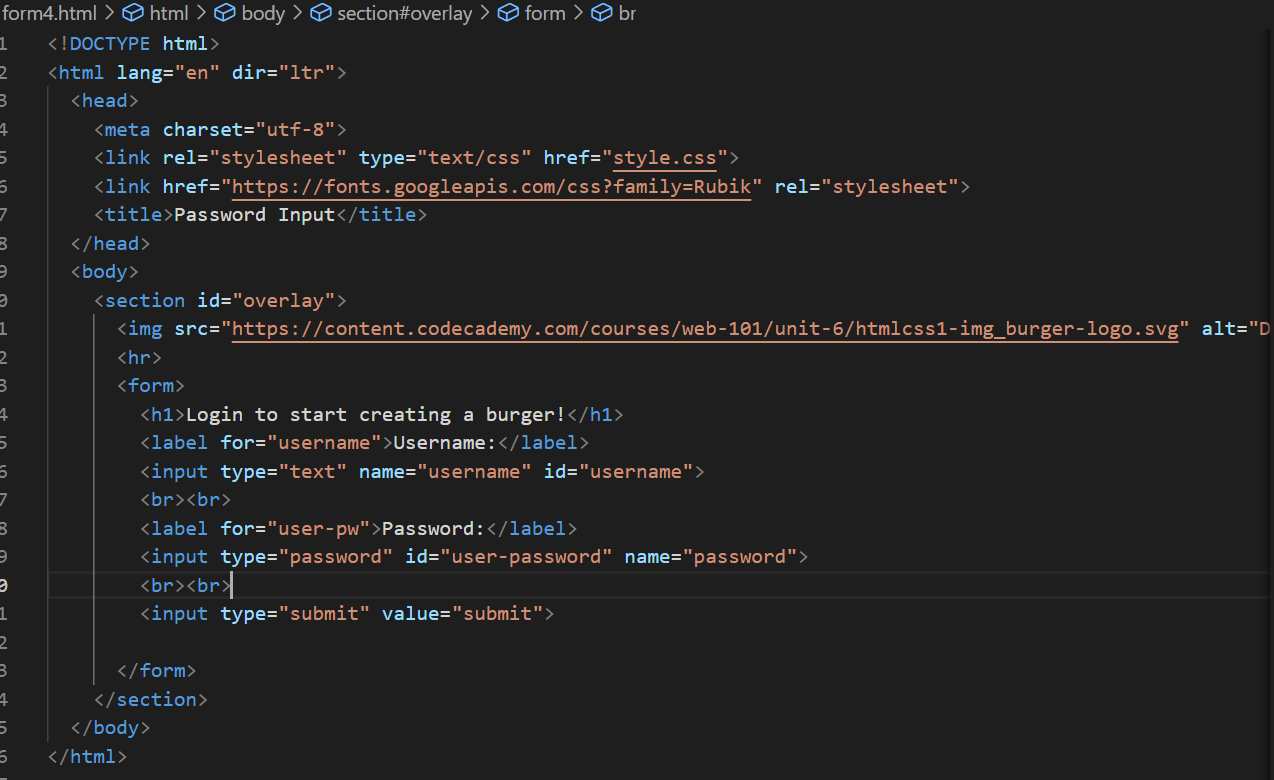 form4.html > html > body > section#overlay > form > br
1 <!DOCTYPE html>
2 <html lang="en" dir="ltr">
3 <head>
4 <meta charset="utf-8">
5 <link rel="stylesheet" type="text/css" href="style.css">
6 <link href="https://fonts.googleapis.com/css?family=Rubik" rel="stylesheet">
7 <title>Password Input</title>
8 </head>
9 <body>
0 <section id="overlay">
1 <img src="https://content.codecademy.com/courses/web-101/unit-6/htmlcss1-img_burger-logo.svg" alt="D
2 <hr>
3 <form>
4 <h1>Login to start creating a burger!</h1>
5 <label for="username">Username:</label>
6 <input type="text" name="username" id="username">
7 <br><br>
8 <label for="user-pw">Password:</label>
9 <input type="password" id="user-password" name="password">
0 <br><br>
1 <input type="submit" value="submit">
2
3 </form>
4 </section>
5 </body>
6 </html>